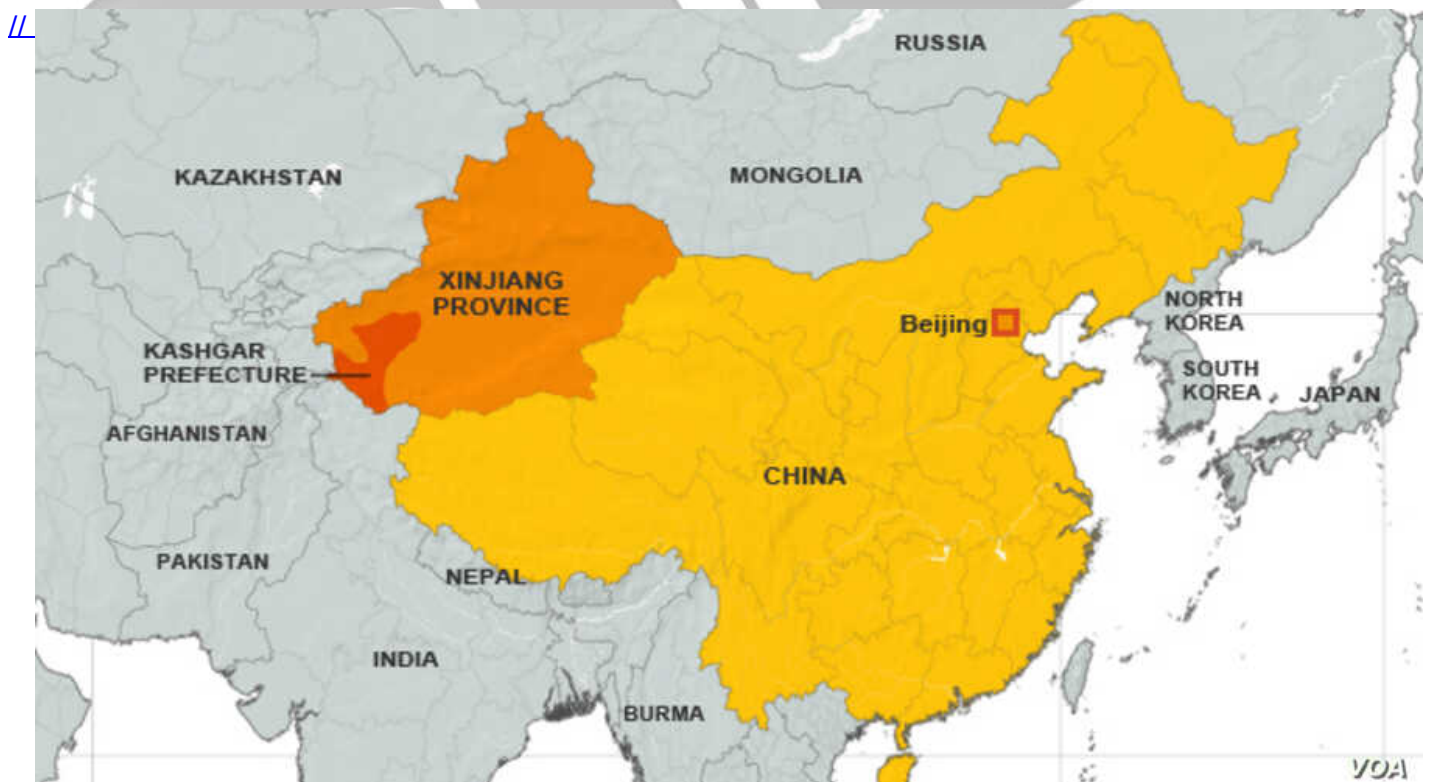 //
RUSSIA
KAZAKHSTAN
MONGOLIA
XINJIANG
PROVINCE
NORTH
KOREA
Beijing
KASHGAR
PREFECTURE
SOUTH
KOREA
JAPAN
AFGHANISTAN
CHINA
PAKISTAN
NEPAL
INDIA
BURMA
VOA